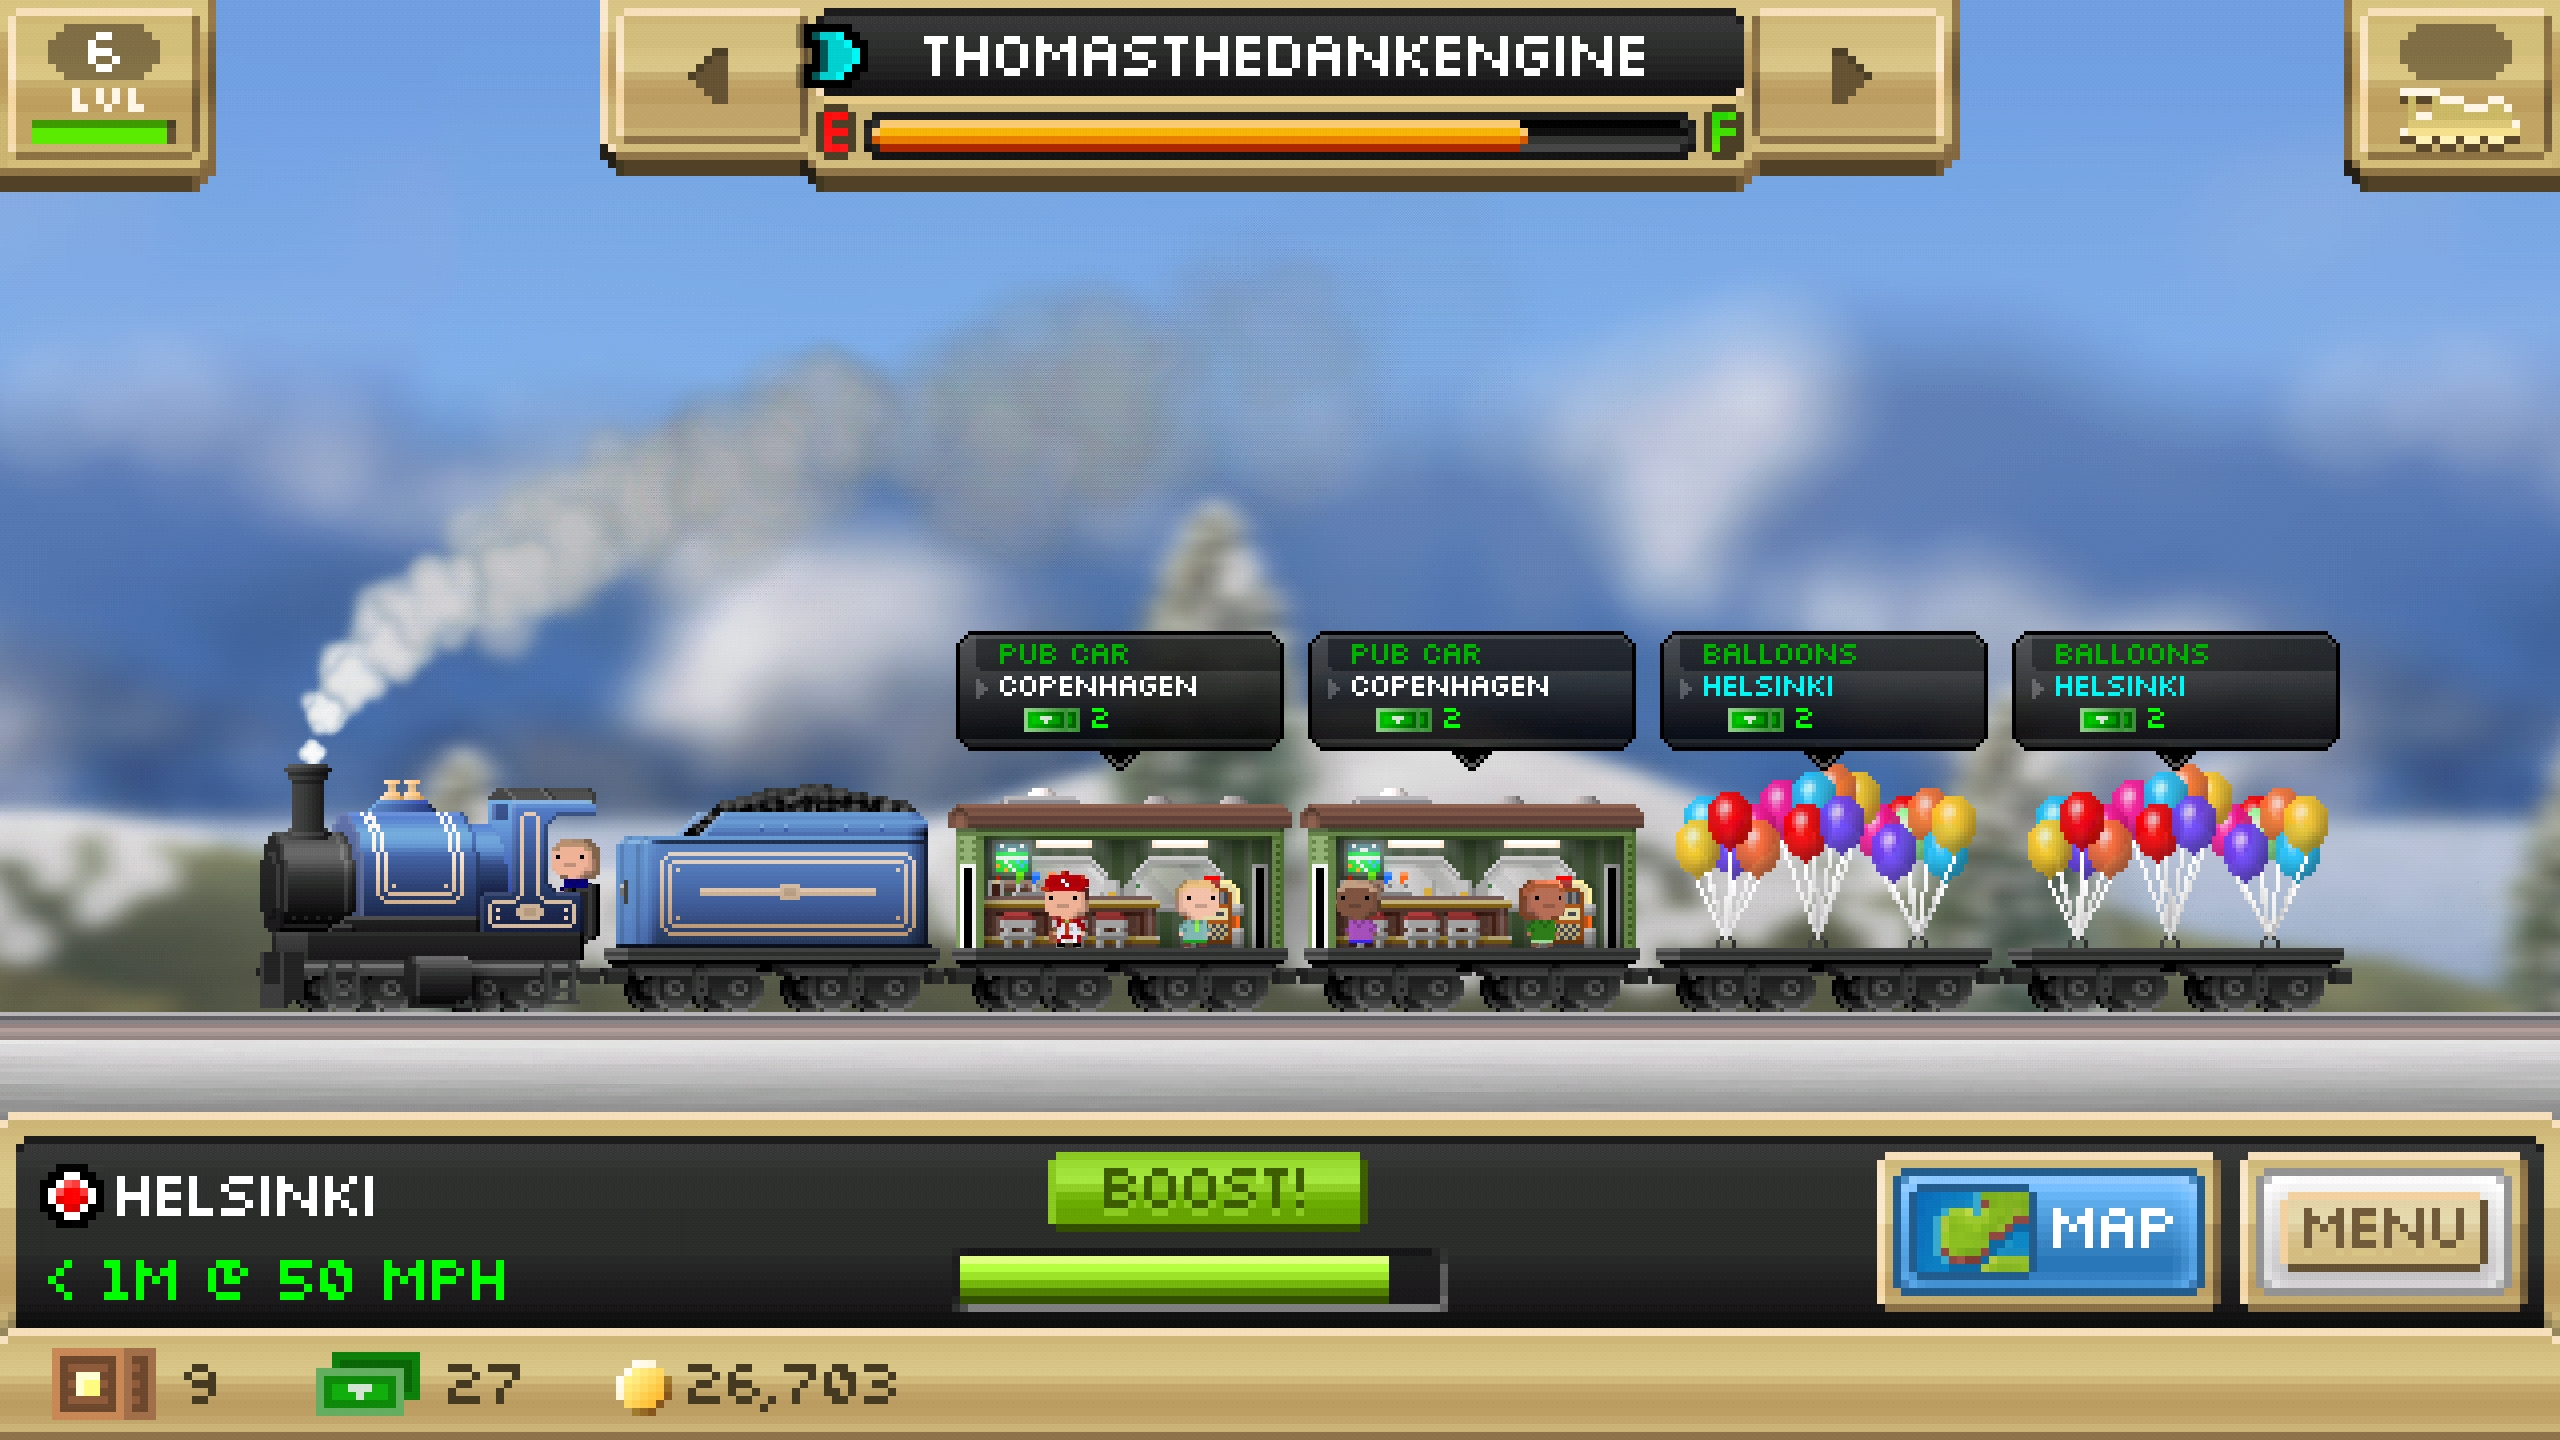 6
LVL
THOMASTHEDANKENGINE
E F
PUB CAR
COPENHAGEN
2
PUB CAR
COPENHAGEN
2
BALLOONS
HELSINKI
2
BALLOONS
HELSINKI
2
HELSINKI
< 1M @ 50 MPH
BOOST!
MAP
MENU
9
27
26,703